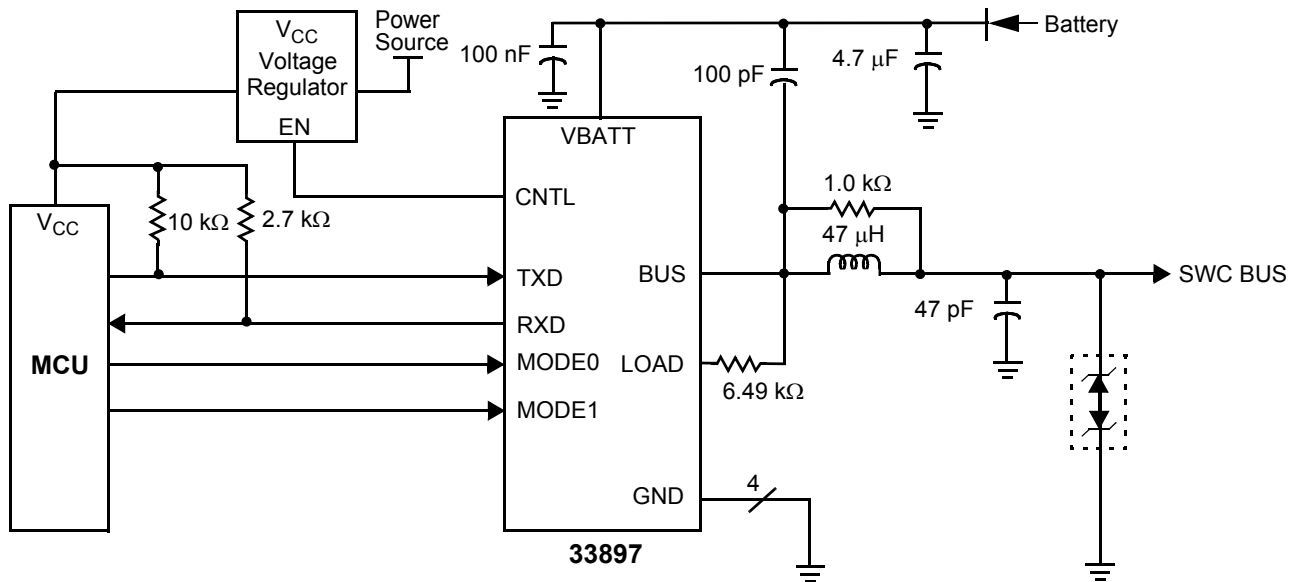 V_CC
Voltage
Regulator
EN
Power
Source
100 nF
100 pF
4.7 μF
Battery
VBATT
CNTL
V_CC
10 kΩ
2.7 kΩ
1.0 kΩ
47 μH
TXD
BUS
SWC BUS
47 pF
RXD
MCU
MODE0
LOAD
6.49 kΩ
MODE1
GND
4
33897